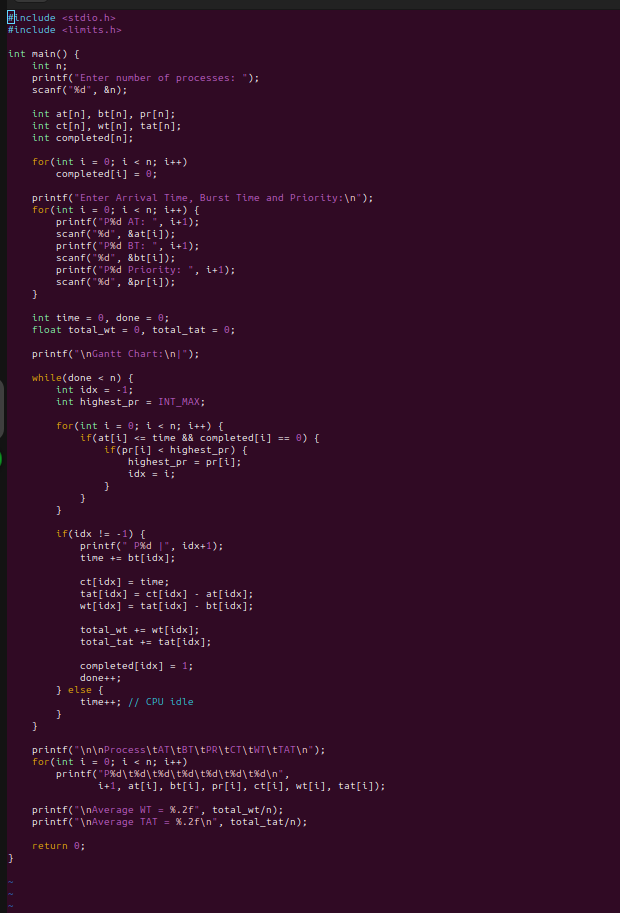 #include <stdio.h>
#include <limits.h>

int main() {
    int n;
    printf("Enter number of processes: ");
    scanf("%d", &n);

    int at[n], bt[n], pr[n];
    int ct[n], wt[n], tat[n];
    int completed[n];

    for(int i = 0; i < n; i++)
        completed[i] = 0;

    printf("Enter Arrival Time, Burst Time and Priority:\n");
    for(int i = 0; i < n; i++) {
        printf("P%d AT: ", i+1);
        scanf("%d", &at[i]);
        printf("P%d BT: ", i+1);
        scanf("%d", &bt[i]);
        printf("P%d Priority: ", i+1);
        scanf("%d", &pr[i]);
    }

    int time = 0, done = 0;
    float total_wt = 0, total_tat = 0;

    printf("\nGantt Chart:\n|");

    while(done < n) {
        int idx = -1;
        int highest_pr = INT_MAX;

        for(int i = 0; i < n; i++) {
            if(at[i] <= time && completed[i] == 0) {
                if(pr[i] < highest_pr) {
                    highest_pr = pr[i];
                    idx = i;
                }
            }
        }

        if(idx != -1) {
            printf(" P%d |", idx+1);
            time += bt[idx];

            ct[idx] = time;
            tat[idx] = ct[idx] - at[idx];
            wt[idx] = tat[idx] - bt[idx];

            total_wt += wt[idx];
            total_tat += tat[idx];

            completed[idx] = 1;
            done++;
        } else {
            time++; // CPU idle
        }
    }

    printf("\n\nProcess\tAT\tBT\tPR\tCT\tWT\tTAT\n");
    for(int i = 0; i < n; i++)
        printf("P%d\t%d\t%d\t%d\t%d\t%d\t%d\n",
               i+1, at[i], bt[i], pr[i], ct[i], wt[i], tat[i]);

    printf("\nAverage WT = %.2f", total_wt/n);
    printf("\nAverage TAT = %.2f\n", total_tat/n);

    return 0;
}

~
~
~